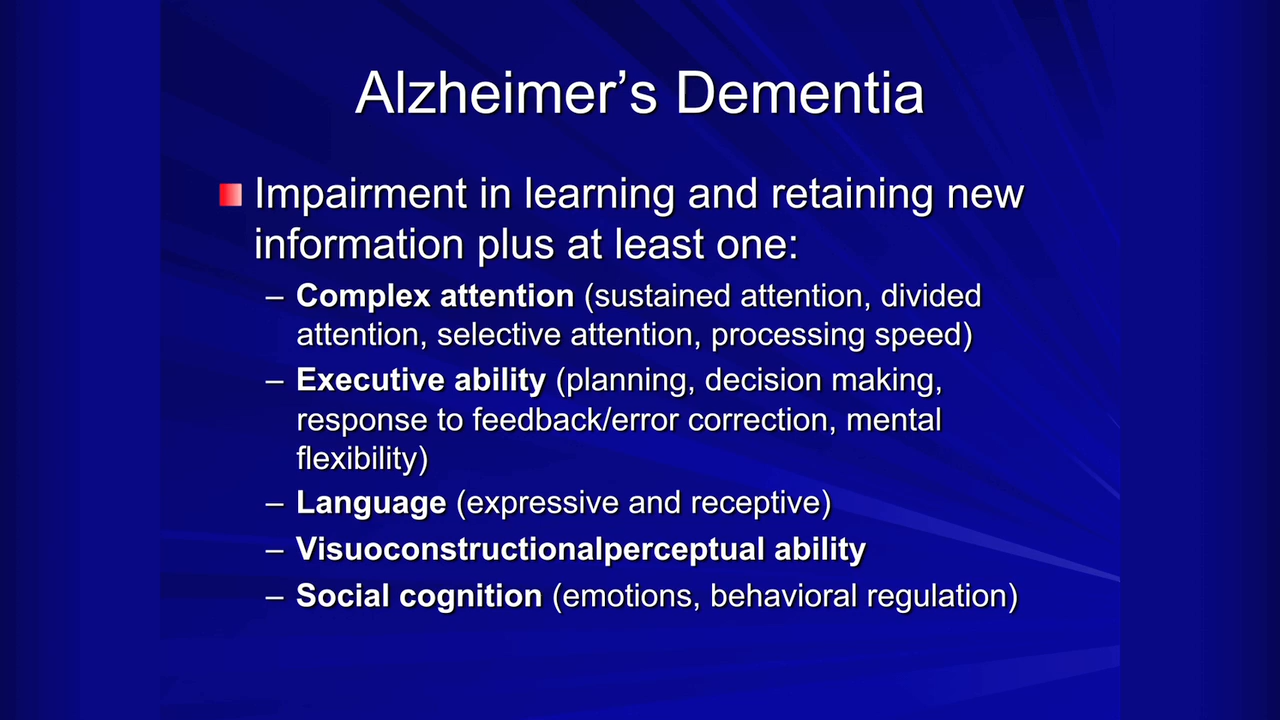 Alzheimer’s Dementia
Impairment in learning and retaining new
information plus at least one:
– Complex attention (sustained attention, divided
attention, selective attention, processing speed)
– Executive ability (planning, decision making,
response to feedback/error correction, mental
flexibility)
– Language (expressive and receptive)
– Visuoconstructionalperceptual ability
– Social cognition (emotions, behavioral regulation)